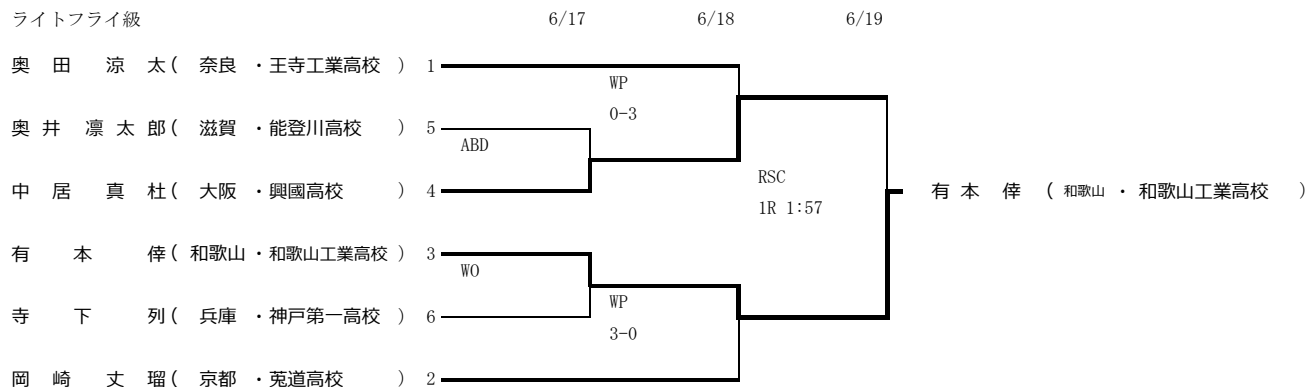 ライトフライ級 6/17 6/18 6/19
奥田 涼太( 奈良 ・王寺工業高校 ) 1
WP
0-3
奥井 凛太郎( 滋賀 ・能登川高校 ) 5
ABD
中居 真杜( 大阪 ・興國高校 ) 4
RSC
1R 1:57
有本 倖 ( 和歌山 ・ 和歌山工業高校 )
有本 倖( 和歌山 ・和歌山工業高校 ) 3
WO
WP
3-0
寺下 列( 兵庫 ・神戸第一高校 ) 6
岡崎 丈瑠( 京都 ・莵道高校 ) 2